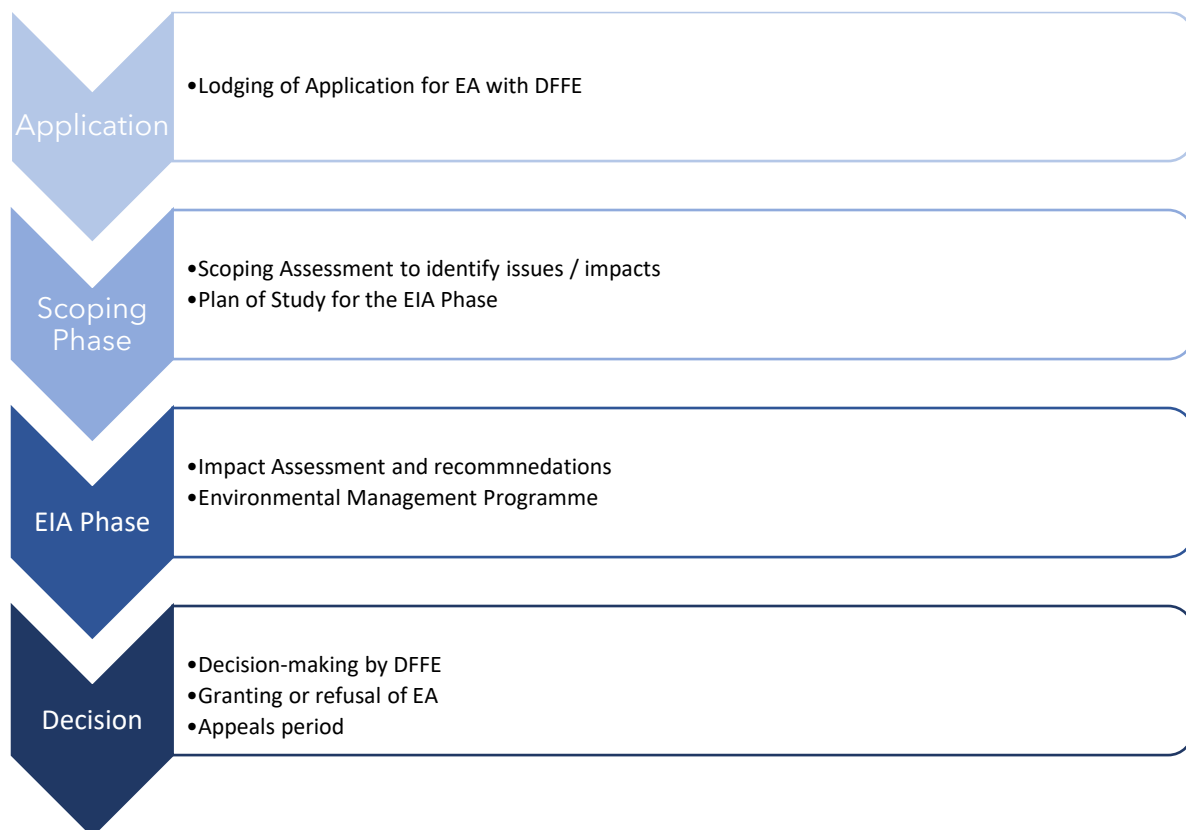 Application
•Lodging of Application for EA with DFFE
Scoping
Phase
•Scoping Assessment to identify issues / impacts
•Plan of Study for the EIA Phase
EIA Phase
•Impact Assessment and recommnedations
•Environmental Management Programme
Decision
•Decision-making by DFFE
•Granting or refusal of EA
•Appeals period